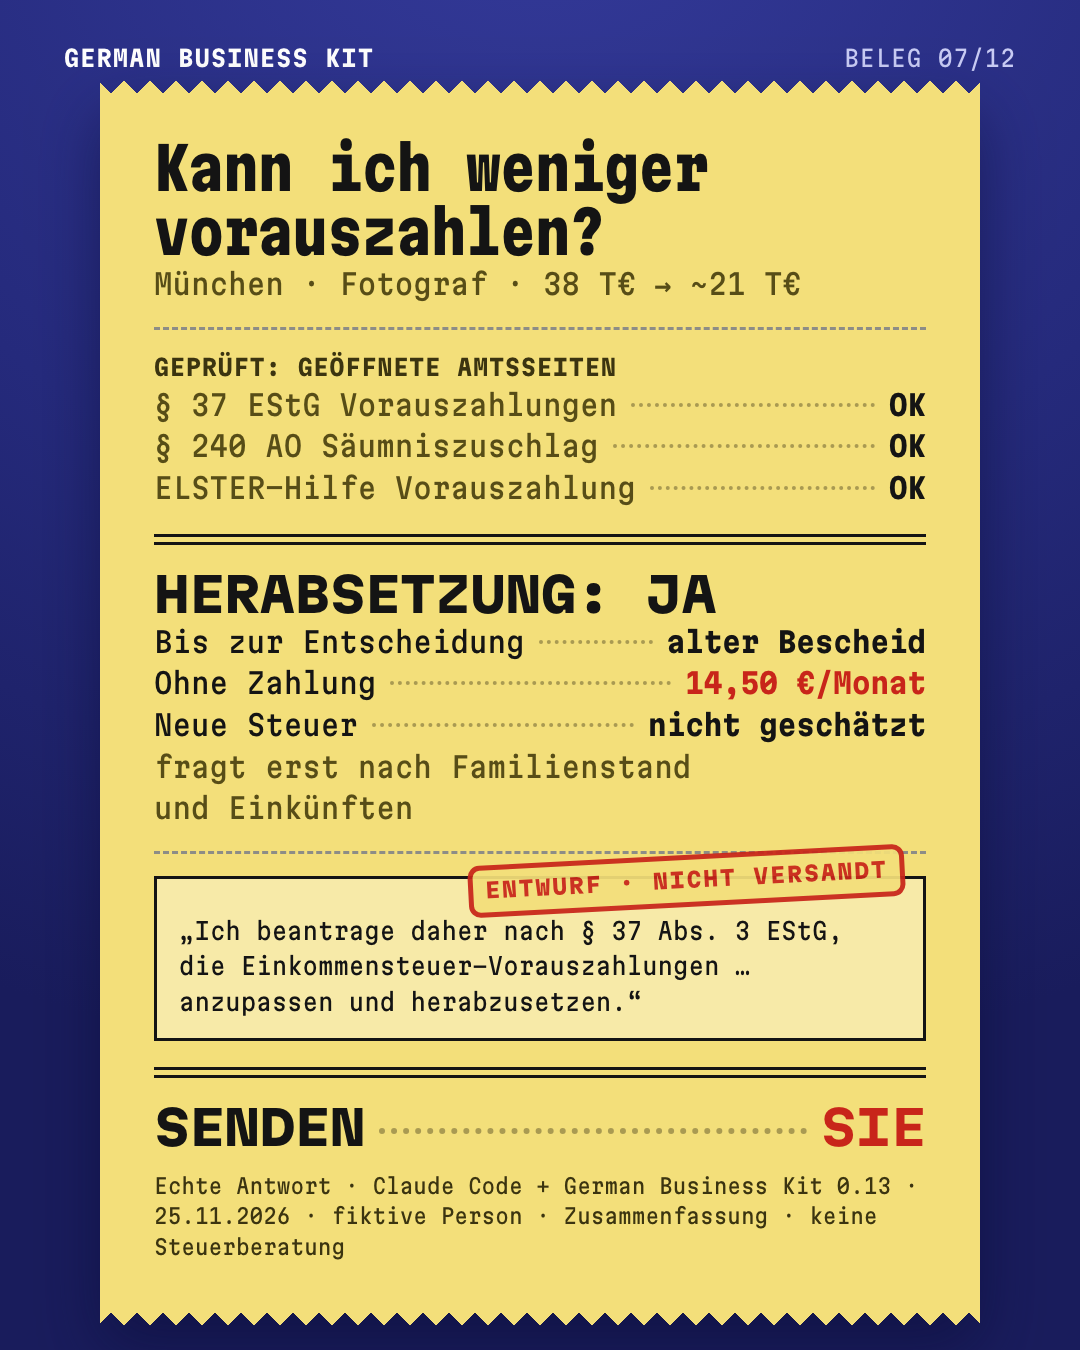 GERMAN BUSINESS KIT
BELEG 07/12
Kann ich weniger
vorauszahlen?
München · Fotograf · 38 T€ → ~21 T€
GEPRÜFT: GEÖFFNETE AMTSSEITEN
§ 37 EStG Vorauszahlungen OK
§ 240 AO Säumniszuschlag OK
ELSTER-Hilfe Vorauszahlung OK
HERABSETZUNG: JA
Bis zur Entscheidung alter Bescheid
Ohne Zahlung 14,50 €/Monat
Neue Steuer nicht geschätzt
fragt erst nach Familienstand
und Einkünften
ENTWURF · NICHT VERSANDT
„Ich beantrage daher nach § 37 Abs. 3 EStG,
die Einkommensteuer-Vorauszahlungen …
anzupassen und herabzusetzen.“
SENDEN SIE
Echte Antwort · Claude Code + German Business Kit 0.13 ·
25.11.2026 · fiktive Person · Zusammenfassung · keine
Steuerberatung